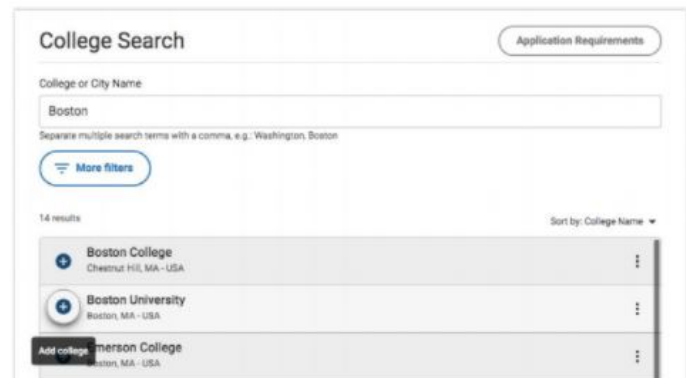 College Search
Application Requirements
College or City Name
Boston
Separate multiple search terms with a comma, e.g.: Washington, Boston
More filters
14 results
Sort by: College Name
Boston College
Chestnut Hill, MA - USA
Boston University
Boston, MA - USA
Add college
Emerson College
Boston, MA - USA